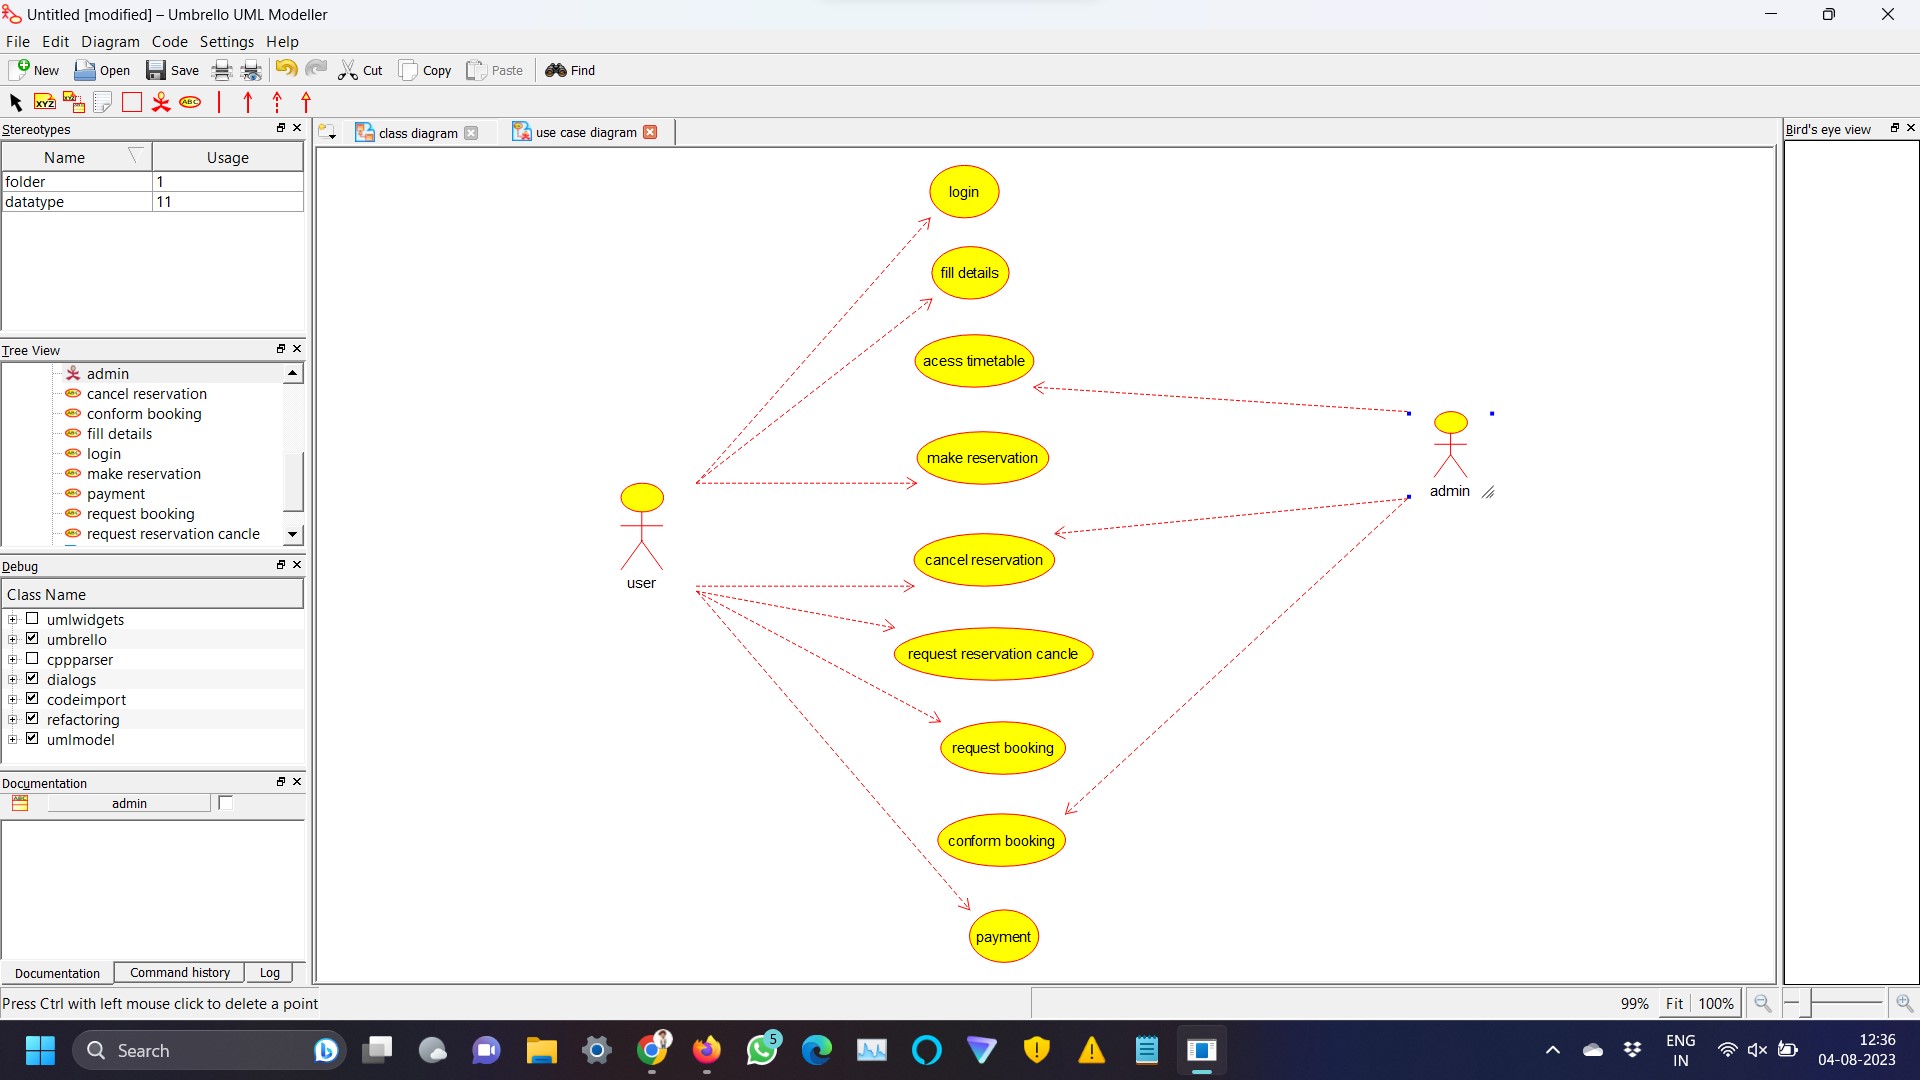 Untitled [modified] – Umbrello UML Modeller
File Edit Diagram Code Settings Help
New Open Save Cut Copy Paste Find
XYZ XYZ ABC
Stereotypes
Name Usage
folder 1
datatype 11
Tree View
admin
cancel reservation
conform booking
fill details
login
make reservation
payment
request booking
request reservation cancle
Debug
Class Name
umlwidgets
umbrello
cppparser
dialogs
codeimport
refactoring
umlmodel
Documentation
admin
Documentation Command history Log
class diagram use case diagram
login
fill details
acess timetable
make reservation
cancel reservation
request reservation cancle
request booking
conform booking
payment
user
admin
Bird's eye view
Press Ctrl with left mouse click to delete a point
99% Fit 100%
Search
5
ENG
IN
12:36
04-08-2023